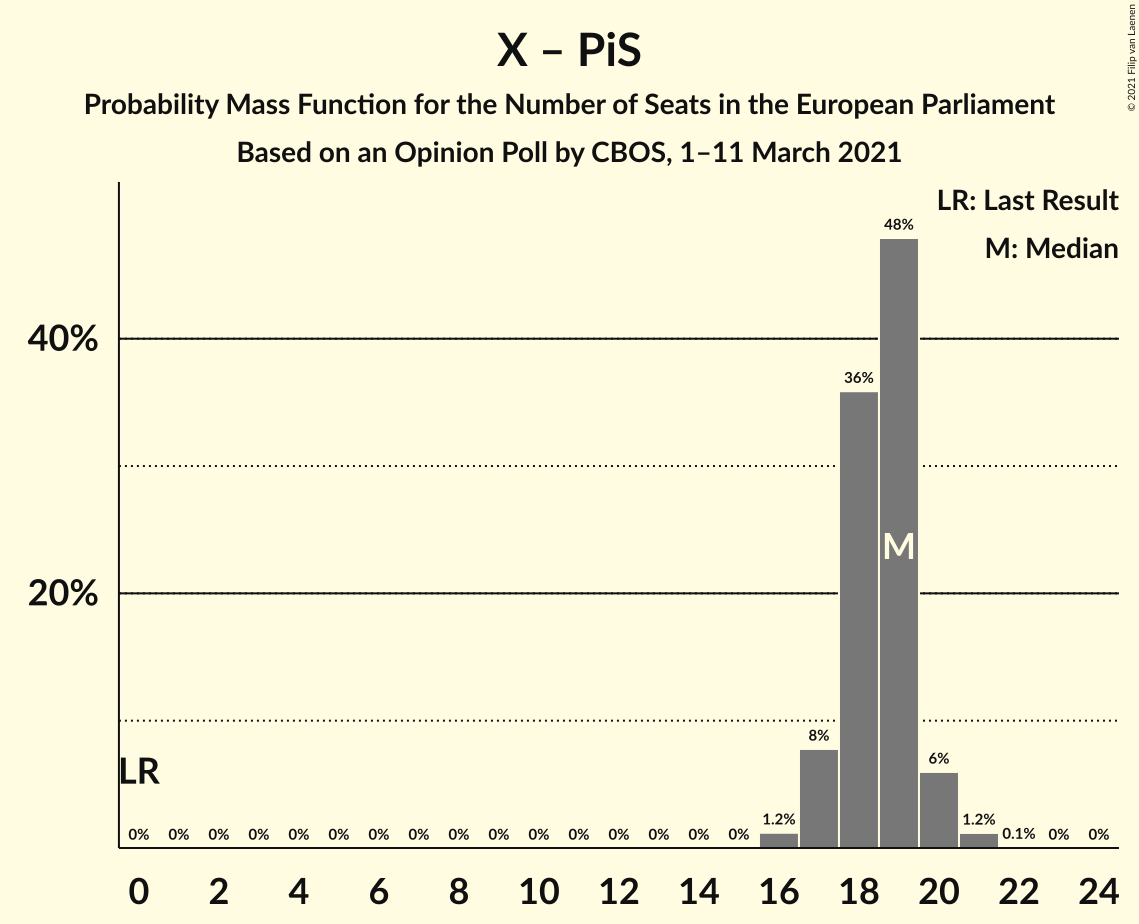 X – PiS
Probability Mass Function for the Number of Seats in the European Parliament
Based on an Opinion Poll by CBOS, 1–11 March 2021
© 2021 Filip van Laenen
LR: Last Result
M: Median
48%
40%
36%
M
20%
8%
6%
LR
0% 0% 0% 0% 0% 0% 0% 0% 0% 0% 0% 0% 0% 0% 0% 0% 1.2% 1.2% 0.1% 0% 0%
0 2 4 6 8 10 12 14 16 18 20 22 24